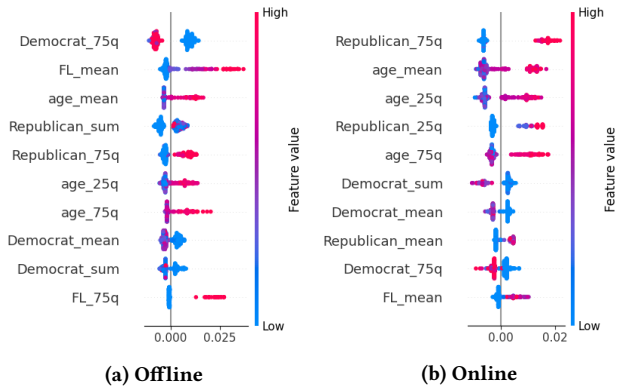 High
Democrat_75q
FL_mean
age_mean
Republican_sum
Republican_75q
age_25q
age_75q
Democrat_mean
Democrat_sum
FL_75q
Feature value
Low
0.000 0.025
(a) Offline
High
Republican_75q
age_mean
age_25q
Republican_25q
age_75q
Democrat_sum
Democrat_mean
Republican_mean
Democrat_75q
FL_mean
Feature value
Low
0.00 0.02
(b) Online